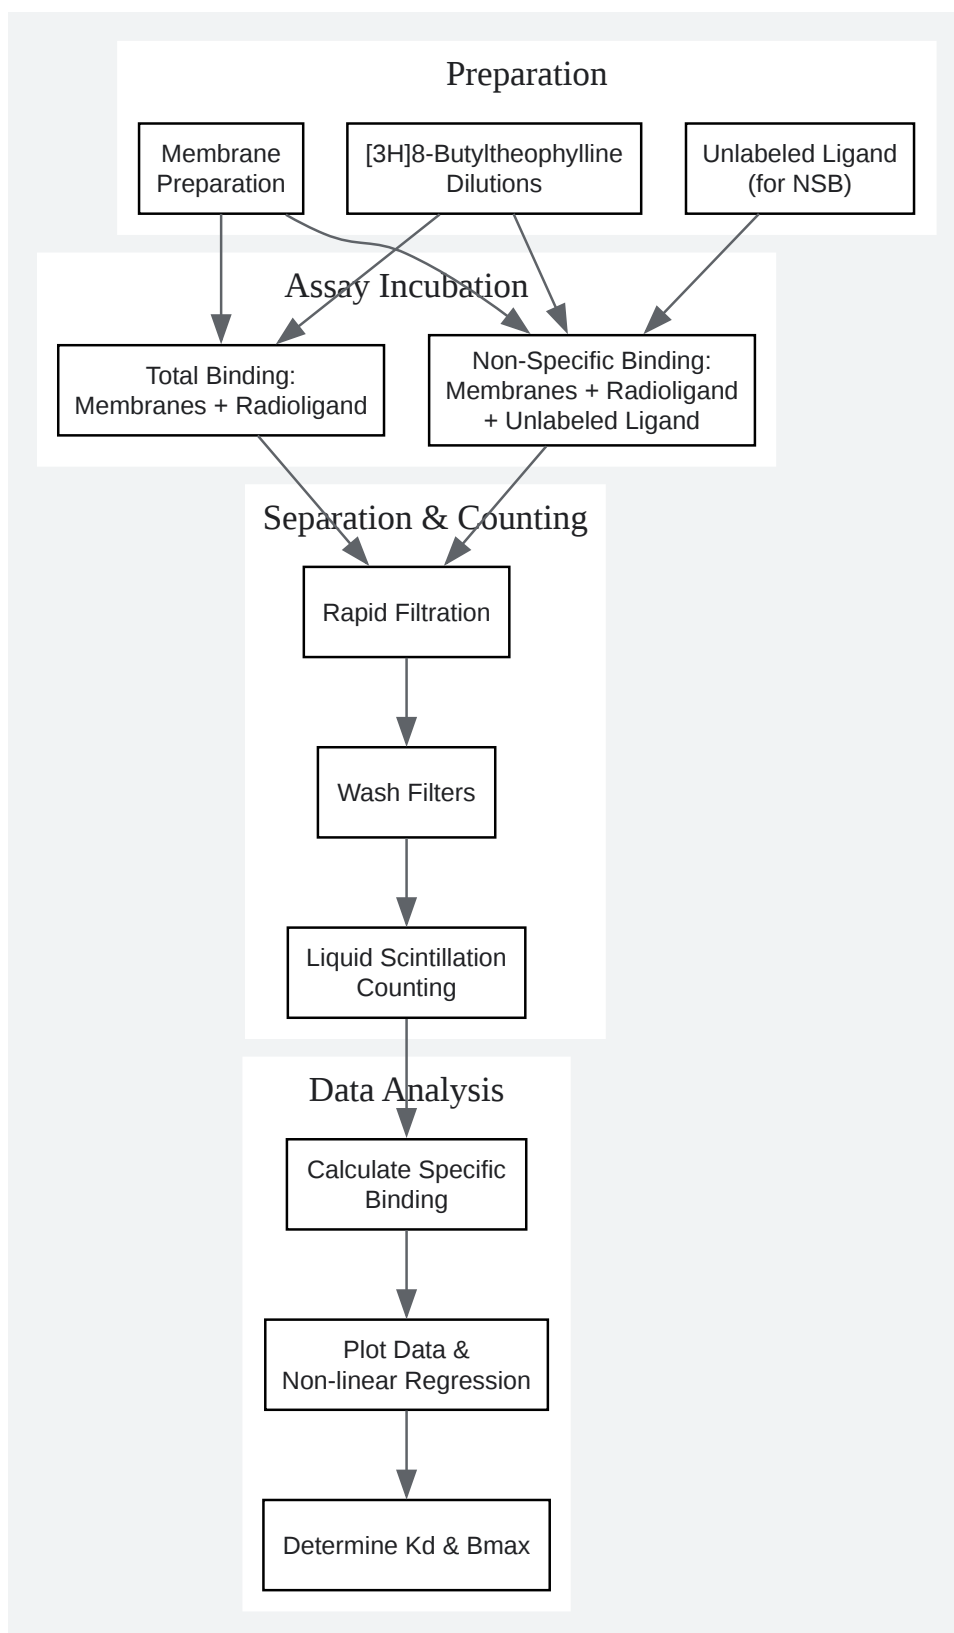 Preparation
Membrane
Preparation
[3H]8-Butyltheophylline
Dilutions
Unlabeled Ligand
(for NSB)
Assay Incubation
Total Binding:
Membranes + Radioligand
Non-Specific Binding:
Membranes + Radioligand
+ Unlabeled Ligand
Separation & Counting
Rapid Filtration
Wash Filters
Liquid Scintillation
Counting
Data Analysis
Calculate Specific
Binding
Plot Data &
Non-linear Regression
Determine Kd & Bmax